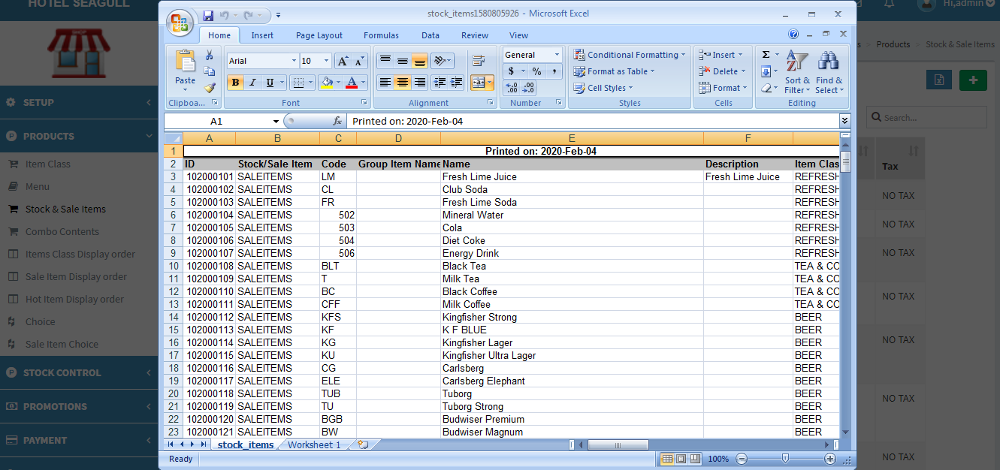 HOTEL SEAGULL
SETUP
PRODUCTS
Item Class
Menu
Stock & Sale Items
Combo Contents
Items Class Display order
Sale Item Display order
Hot Item Display order
Choice
Sale Item Choice
STOCK CONTROL
PROMOTIONS
PAYMENT
stock_items1580805926 - Microsoft Excel
Home Insert Page Layout Formulas Data Review View
Paste
Clipboa...
Arial 10
B I U
Font
Alignment
General
$ % ,
Number
Conditional Formatting
Format as Table
Cell Styles
Styles
Insert
Delete
Format
Cells
Σ
Sort & Filter
Find & Select
Editing
A1 fx Printed on: 2020-Feb-04
A B C D E F
1 Printed on: 2020-Feb-04
2 ID Stock/Sale Item Code Group Item Name Name Description Item Clas
3 102000101 SALEITEMS LM Fresh Lime Juice Fresh Lime Juice REFRESH
4 102000102 SALEITEMS CL Club Soda REFRESH
5 102000103 SALEITEMS FR Fresh Lime Soda REFRESH
6 102000104 SALEITEMS 502 Mineral Water REFRESH
7 102000105 SALEITEMS 503 Cola REFRESH
8 102000106 SALEITEMS 504 Diet Coke REFRESH
9 102000107 SALEITEMS 506 Energy Drink REFRESH
10 102000108 SALEITEMS BLT Black Tea TEA & CO
11 102000109 SALEITEMS T Milk Tea TEA & CO
12 102000110 SALEITEMS BC Black Coffee TEA & CO
13 102000111 SALEITEMS CFF Milk Coffee TEA & CO
14 102000112 SALEITEMS KFS Kingfisher Strong BEER
15 102000113 SALEITEMS KF K F BLUE BEER
16 102000114 SALEITEMS KG Kingfisher Lager BEER
17 102000115 SALEITEMS KU Kingfisher Ultra Lager BEER
18 102000116 SALEITEMS CG Carlsberg BEER
19 102000117 SALEITEMS ELE Carlsberg Elephant BEER
20 102000118 SALEITEMS TUB Tuborg BEER
21 102000119 SALEITEMS TU Tuborg Strong BEER
22 102000120 SALEITEMS BGB Budwiser Premium BEER
23 102000121 SALEITEMS BW Budwiser Magnum BEER
stock_items Worksheet 1
Ready 100%
Hi,admin
s > Products > Stock & Sale Items
Search...
Tax
NO TAX
NO TAX
NO TAX
NO TAX
NO TAX
NO TAX
NO TAX